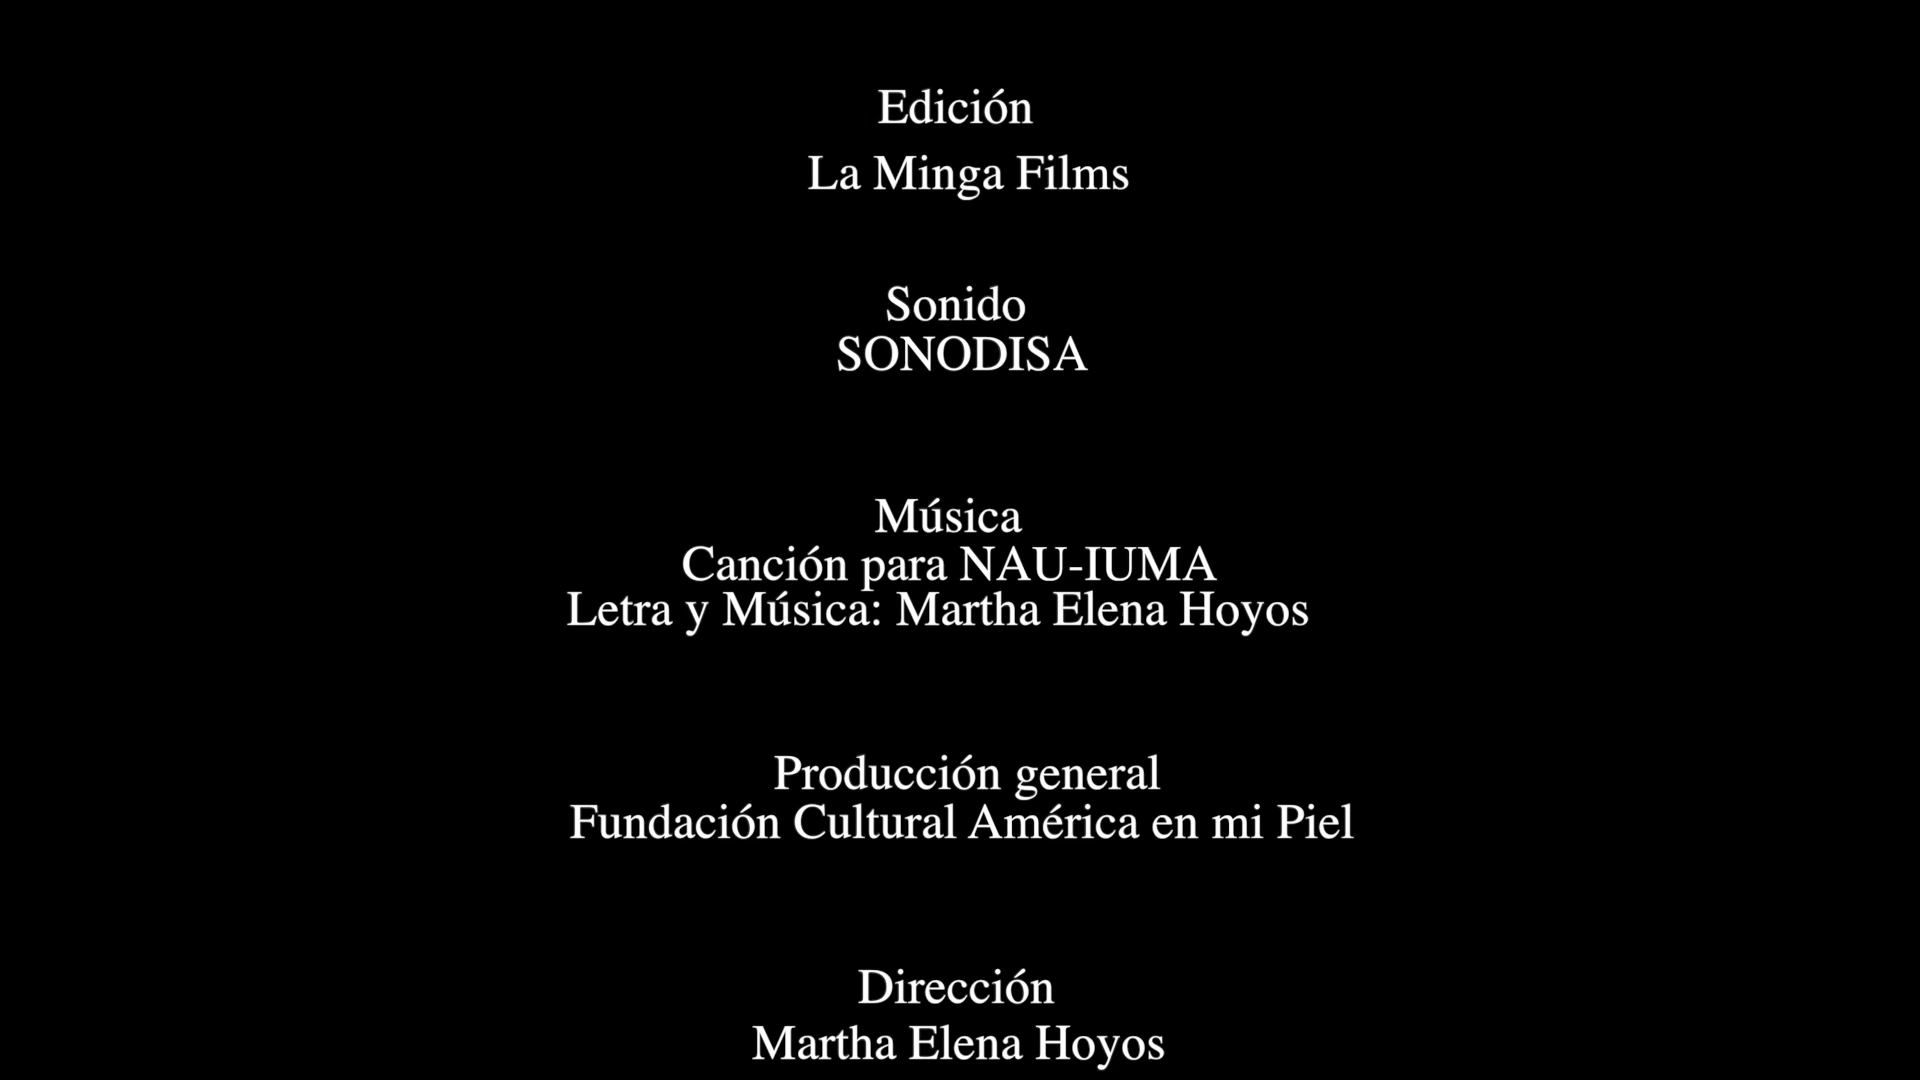 Edición
La Minga Films
Sonido
SONODISA
Música
Canción para NAU-IUMA
Letra y Música: Martha Elena Hoyos
Producción general
Fundación Cultural América en mi Piel
Dirección
Martha Elena Hoyos